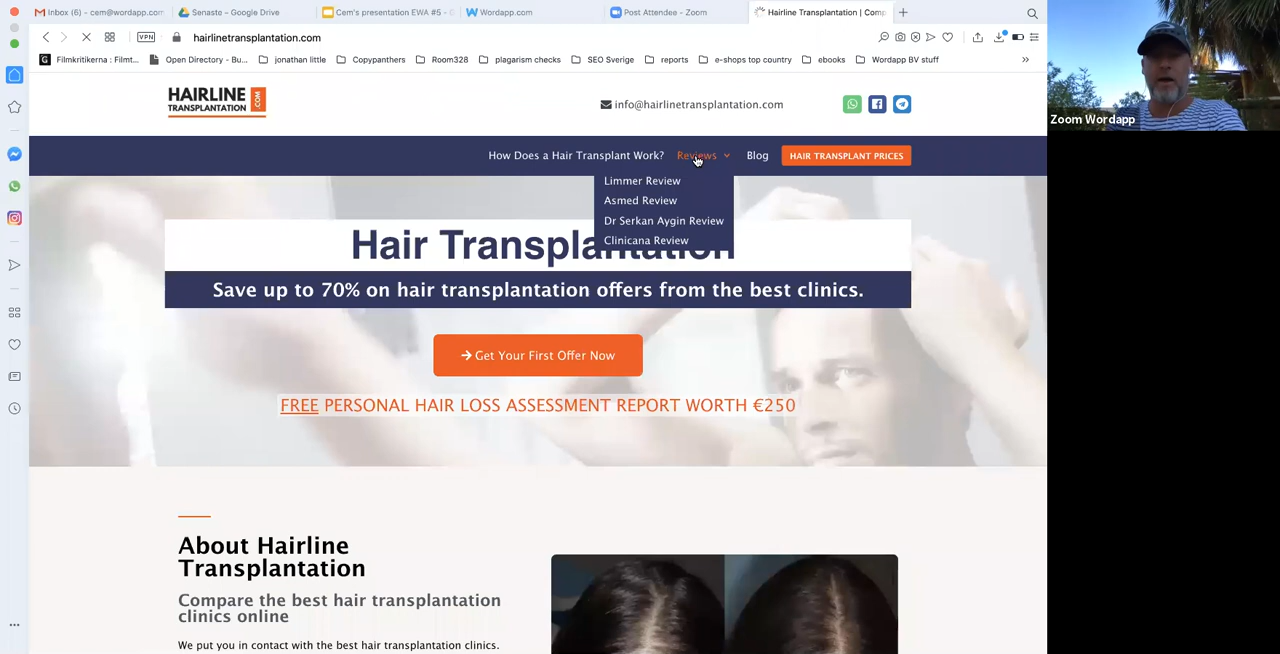 Inbox (6) - cem@wordapp.com
Senaste – Google Drive
Cem's presentation EWA #5 - G
Wordapp.com
Post Attendee - Zoom
Hairline Transplantation | Comp
VPN
hairlinetransplantation.com
Filmkritikerna : Filmt...
Open Directory - Bu...
jonathan little
Copypanthers
Room328
plagarism checks
SEO Sverige
reports
e-shops top country
ebooks
Wordapp BV stuff
HAIRLINE
TRANSPLANTATION
.COM
info@hairlinetransplantation.com
Zoom Wordapp
How Does a Hair Transplant Work?
Reviews
Blog
HAIR TRANSPLANT PRICES
Limmer Review
Asmed Review
Dr Serkan Aygin Review
Clinicana Review
Hair Transplantation
Save up to 70% on hair transplantation offers from the best clinics.
Get Your First Offer Now
FREE PERSONAL HAIR LOSS ASSESSMENT REPORT WORTH €250
About Hairline
Transplantation
Compare the best hair transplantation
clinics online
We put you in contact with the best hair transplantation clinics.